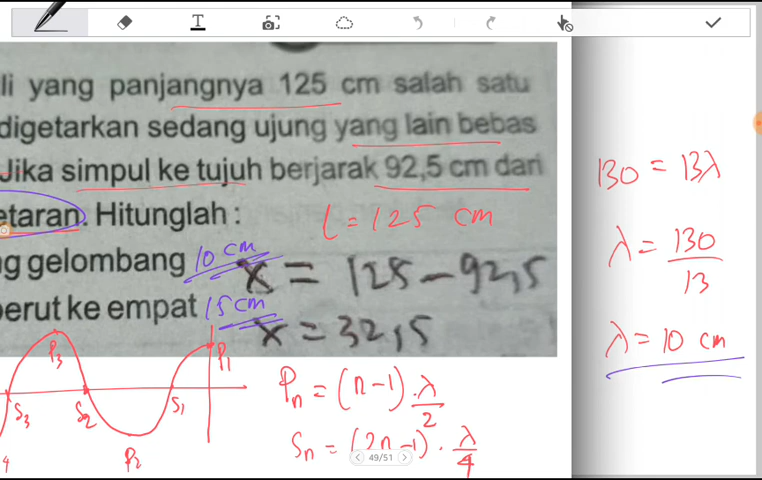 T
li yang panjangnya 125 cm salah satu
digetarkan sedang ujung yang lain bebas
Jika simpul ke tujuh berjarak 92,5 cm dari
etaran. Hitunglah :
l = 125 cm
g gelombang 10 cm
x = 125 - 92,5
perut ke empat 15 cm
x = 32,5
P3
P1
S3
S2
S1
P2
4
Pn = (n-1) . λ/2
Sn = (2n-1) . λ/4
49/51
130 = 13λ
λ = 130/13
λ = 10 cm